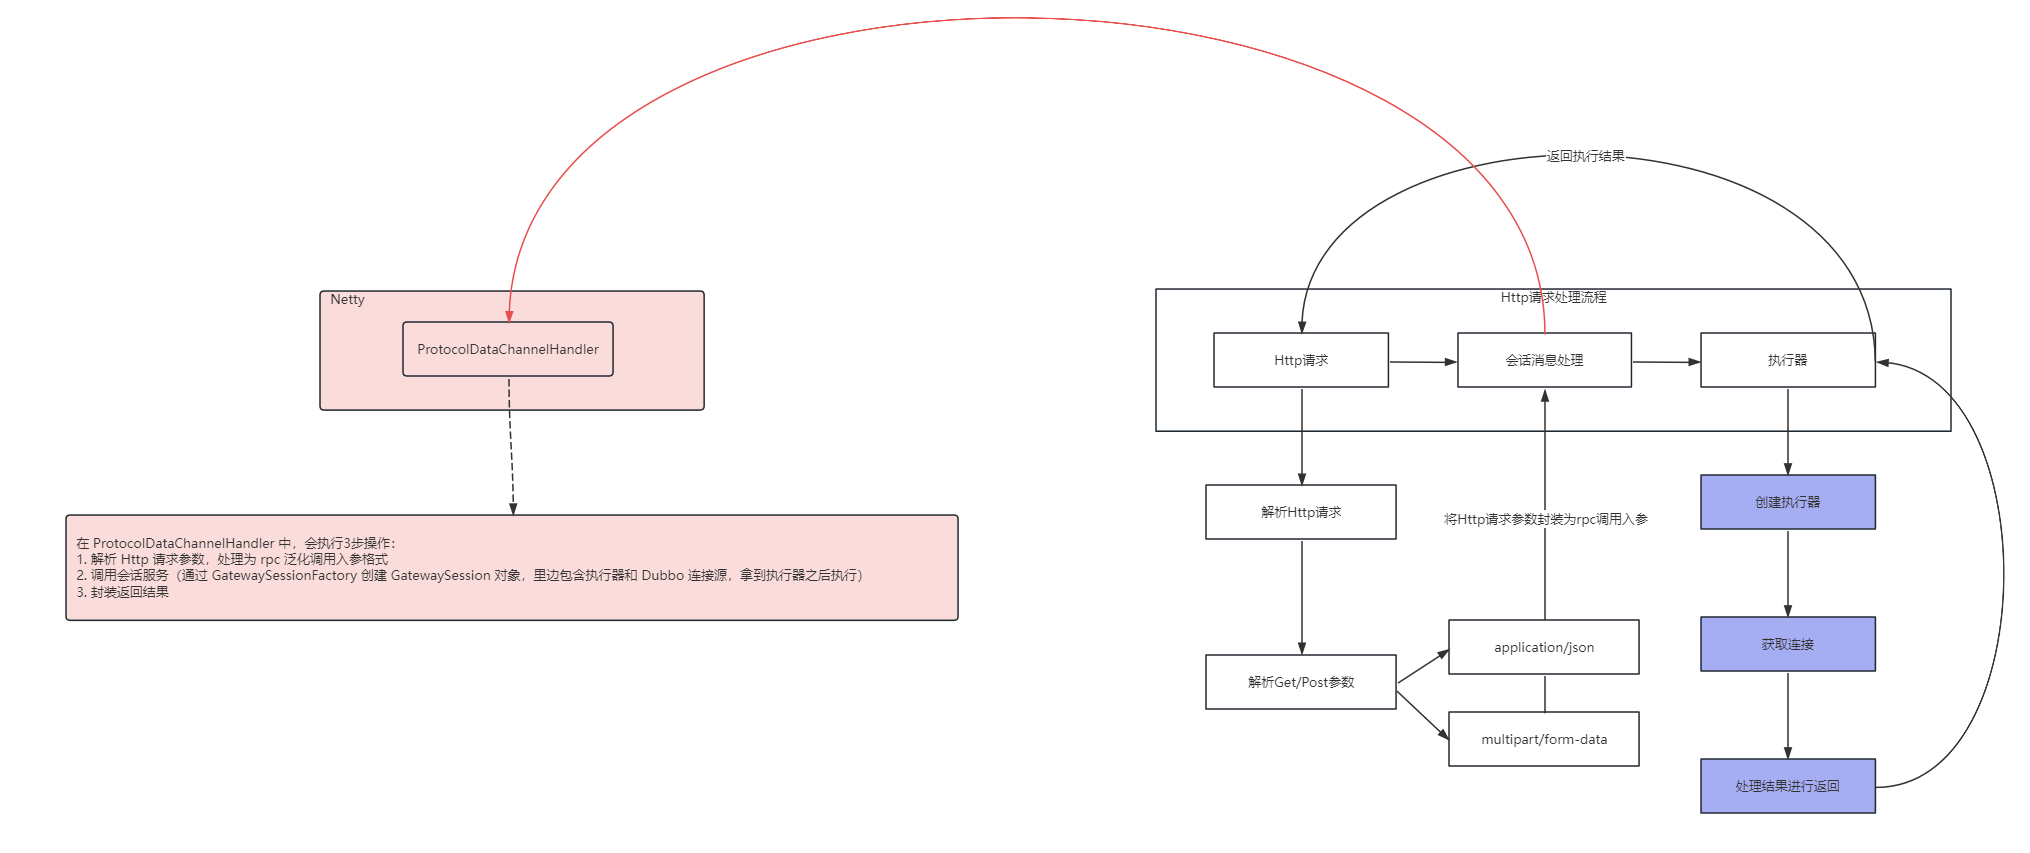 返回执行结果
Netty
ProtocolDataChannelHandler
在 ProtocolDataChannelHandler 中，会执行3步操作：
1. 解析 Http 请求参数，处理为 rpc 泛化调用入参格式
2. 调用会话服务（通过 GatewaySessionFactory 创建 GatewaySession 对象，里边包含执行器和 Dubbo 连接源，拿到执行器之后执行）
3. 封装返回结果
Http请求处理流程
Http请求
会话消息处理
执行器
解析Http请求
将Http请求参数封装为rpc调用入参
创建执行器
解析Get/Post参数
application/json
multipart/form-data
获取连接
处理结果进行返回